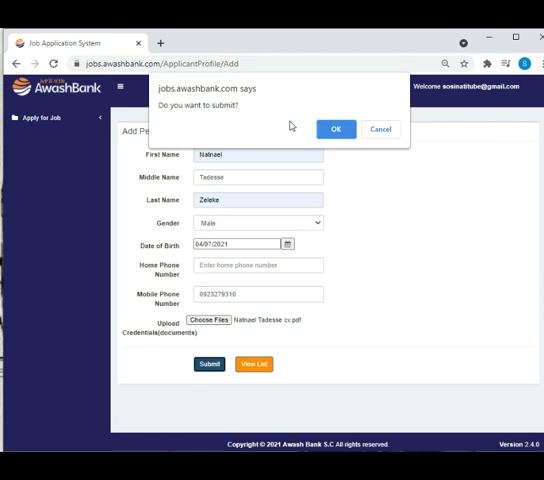 Job Application System
jobs.awashbank.com/ApplicantProfile/Add
AwashBank
Welcome sosinatitube@gmail.com
jobs.awashbank.com says
Do you want to submit?
OK
Cancel
Apply for Job
Add Pe
First Name
Natnael
Middle Name
Tadesse
Last Name
Zeleke
Gender
Male
Date of Birth
04/07/2021
Home Phone
Number
Enter home phone number
Mobile Phone
Number
0923279310
Upload
Credentials(documents)
Choose Files
Natnael Tadesse cv.pdf
Submit
View List
Copyright © 2021 Awash Bank S.C All rights reserved.
Version 2.4.0